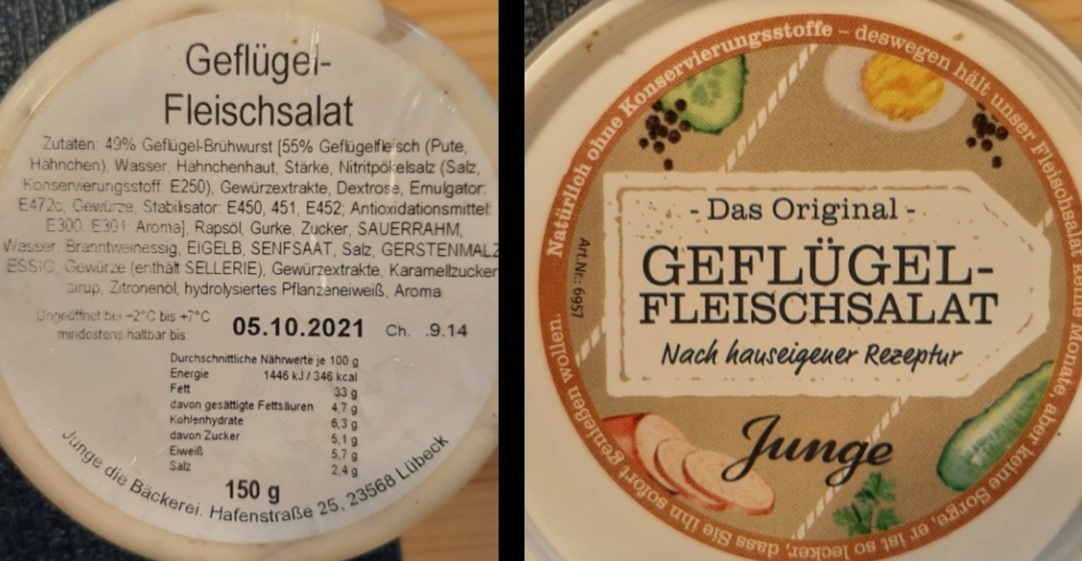 Geflügel-
Fleischsalat
Zutaten: 49% Geflügel-Brühwurst [55% Geflügelfleisch (Pute,
Hähnchen), Wasser, Hähnchenhaut, Stärke, Nitritpökelsalz (Salz,
Konservierungsstoff: E250), Gewürzextrakte, Dextrose, Emulgator:
E472c, Gewürze, Stabilisator: E450, 451, E452; Antioxidationsmittel:
E300, E301; Aroma], Rapsöl, Gurke, Zucker, SAUERRAHM,
Wasser, Branntweinessig, EIGELB, SENFSAAT, Salz, GERSTENMALZ
ESSIG, Gewürze (enthält SELLERIE), Gewürzextrakte, Karamellzucker
sirup, Zitronenöl, hydrolysiertes Pflanzeneiweiß, Aroma
Ungeöffnet bei -2°C bis +7°C
mindestens haltbar bis: 05.10.2021 Ch. .9.14
Durchschnittliche Nährwerte je 100 g
Energie 1446 kJ / 346 kcal
Fett 33 g
davon gesättigte Fettsäuren 4,7 g
Kohlenhydrate 6,3 g
davon Zucker 5,1 g
Eiweiß 5,7 g
Salz 2,4 g
150 g
Junge die Bäckerei. Hafenstraße 25, 23568 Lübeck
Natürlich ohne Konservierungsstoffe – deswegen hält unser Fleischsalat keine Monate, aber keine Sorge, er ist so lecker, dass Sie ihn sofort genießen wollen.
Art.Nr.: 6957
- Das Original -
GEFLÜGEL-
FLEISCHSALAT
Nach hauseigener Rezeptur
Junge